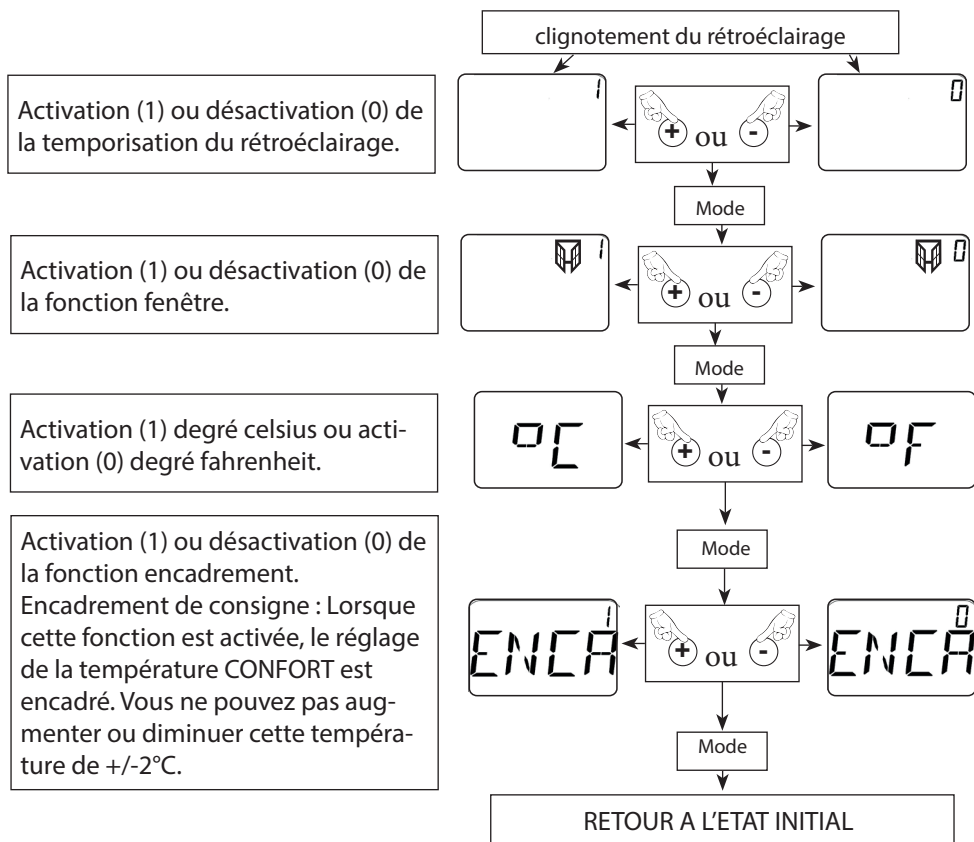 clignotement du rétroéclairage
Activation (1) ou désactivation (0) de
la temporisation du rétroéclairage.
1
+ ou -
0
Mode
Activation (1) ou désactivation (0) de
la fonction fenêtre.
1
+ ou -
0
Mode
Activation (1) degré celsius ou acti-
vation (0) degré fahrenheit.
°C
+ ou -
°F
Mode
Activation (1) ou désactivation (0) de
la fonction encadrement.
Encadrement de consigne : Lorsque
cette fonction est activée, le réglage
de la température CONFORT est
encadré. Vous ne pouvez pas aug-
menter ou diminuer cette tempéra-
ture de +/-2°C.
1
ENCA
+ ou -
0
ENCA
Mode
RETOUR A L'ETAT INITIAL